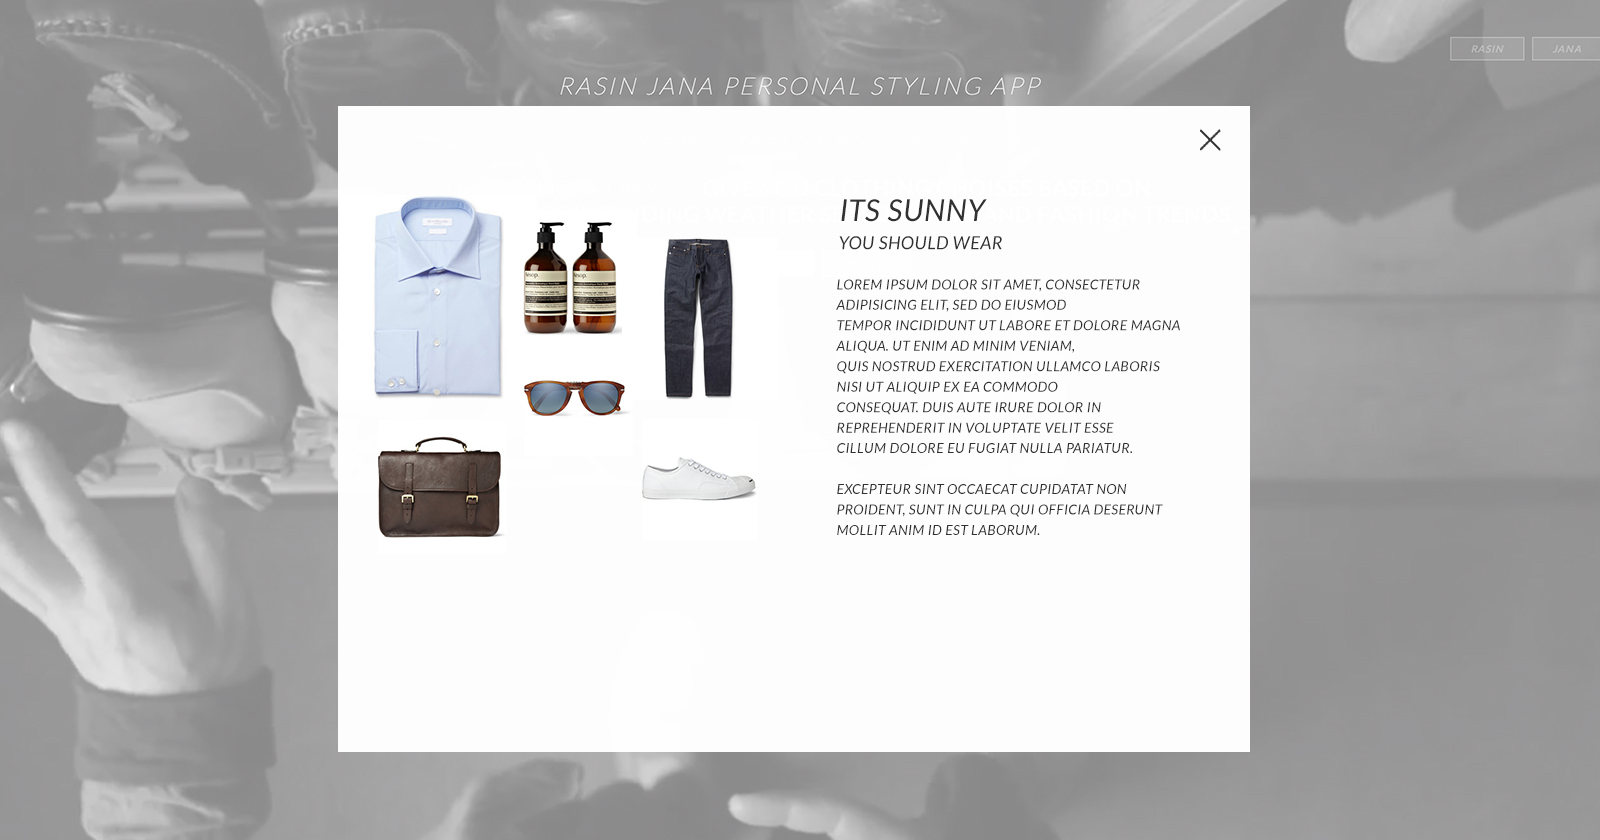 RASIN
JANA
RASIN JANA PERSONAL STYLING APP
ITS SUNNY
YOU SHOULD WEAR
LOREM IPSUM DOLOR SIT AMET, CONSECTETUR
ADIPISICING ELIT, SED DO EIUSMOD
TEMPOR INCIDIDUNT UT LABORE ET DOLORE MAGNA
ALIQUA. UT ENIM AD MINIM VENIAM,
QUIS NOSTRUD EXERCITATION ULLAMCO LABORIS
NISI UT ALIQUIP EX EA COMMODO
CONSEQUAT. DUIS AUTE IRURE DOLOR IN
REPREHENDERIT IN VOLUPTATE VELIT ESSE
CILLUM DOLORE EU FUGIAT NULLA PARIATUR.
EXCEPTEUR SINT OCCAECAT CUPIDATAT NON
PROIDENT, SUNT IN CULPA QUI OFFICIA DESERUNT
MOLLIT ANIM ID EST LABORUM.